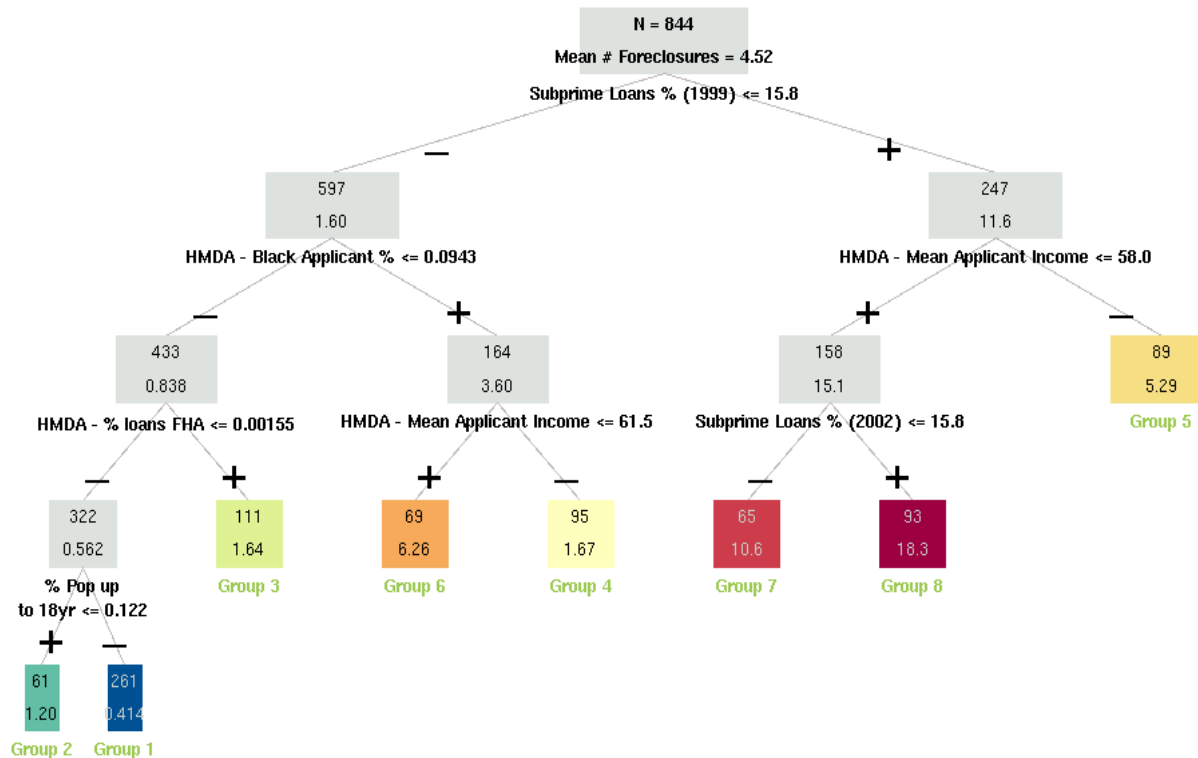 N = 844
Mean # Foreclosures = 4.52
Subprime Loans % (1999) <= 15.8
− +
597 247
1.60 11.6
HMDA - Black Applicant % <= 0.0943 HMDA - Mean Applicant Income <= 58.0
− + + −
433 164 158 89
0.838 3.60 15.1 5.29
HMDA - % loans FHA <= 0.00155 HMDA - Mean Applicant Income <= 61.5 Subprime Loans % (2002) <= 15.8 Group 5
− + + − − +
322 111 69 95 65 93
0.562 1.64 6.26 1.67 10.6 18.3
% Pop up Group 3 Group 6 Group 4 Group 7 Group 8
to 18yr <= 0.122
+ −
61 261
1.20 0.414
Group 2 Group 1